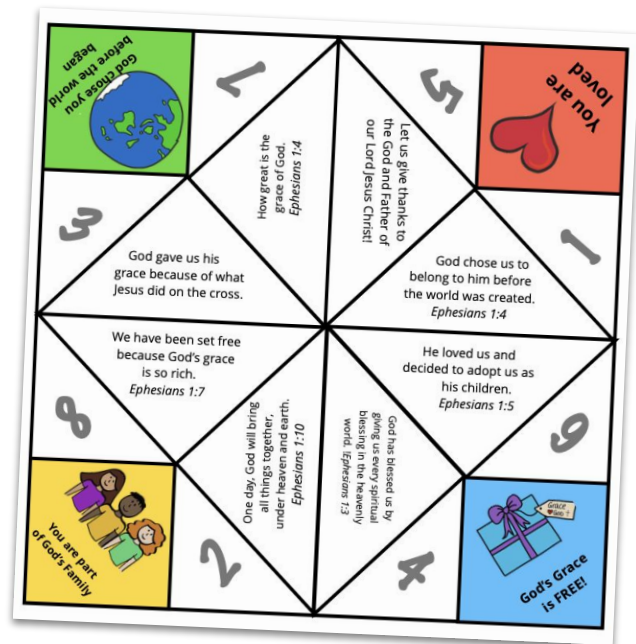 God chose you
before the world
began
7
5
You are
loved
How great is the
grace of God.
Ephesians 1:4
Let us give thanks to
the God and Father of
our Lord Jesus Christ!
3
1
God gave us his
grace because of what
Jesus did on the cross.
God chose us to
belong to him before
the world was created.
Ephesians 1:4
We have been set free
because God's grace
is so rich.
Ephesians 1:7
He loved us and
decided to adopt us as
his children.
Ephesians 1:5
8
One day, God will bring
all things together,
under heaven and earth.
Ephesians 1:10
God has blessed us by
giving us every spiritual
blessing in the heavenly
world. !Ephesians 1:3
6
You are part
of God's Family
2
4
Grace
God's Grace
is FREE!